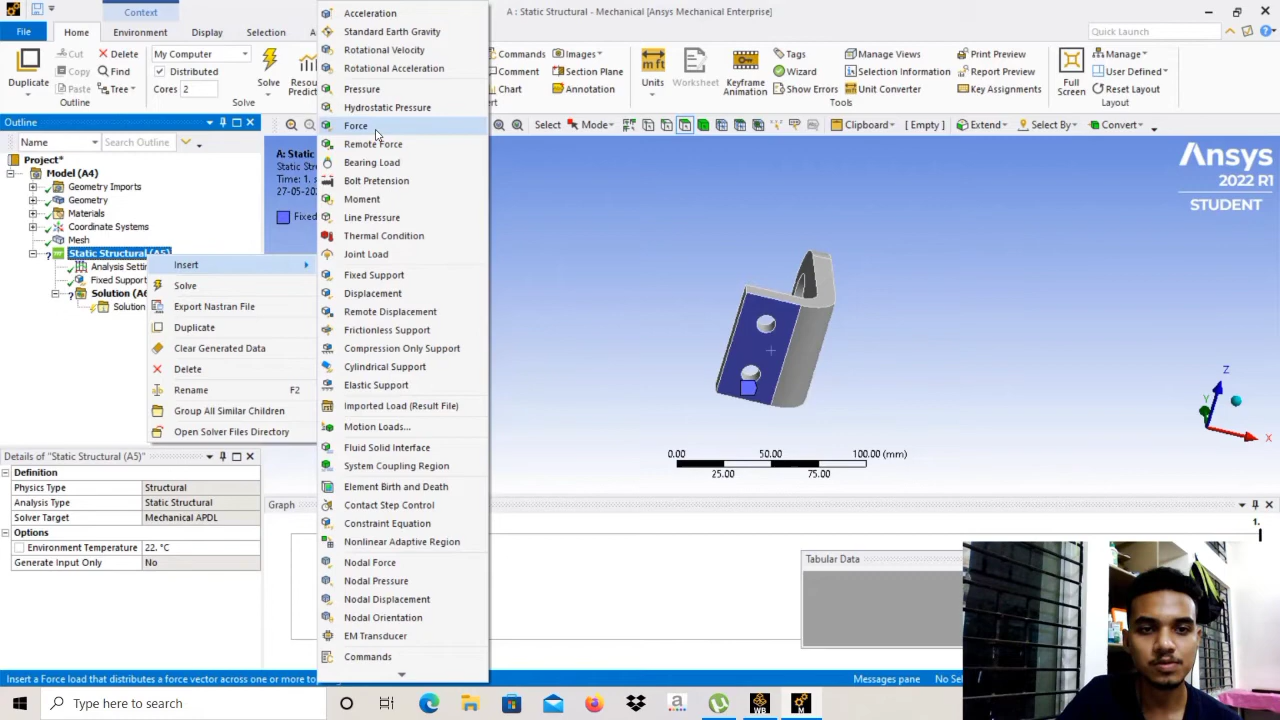 Context
A : Static Structural - Mechanical [Ansys Mechanical Enterprise]
File
Home
Environment
Display
Selection
Quick Launch
Duplicate
Cut
Copy
Paste
Delete
Find
Tree
Outline
My Computer
Distributed
Cores 2
Solve
Solve
Commands
Comment
Chart
Images
Section Plane
Annotation
Units
Worksheet
Keyframe
Animation
Tags
Wizard
Show Errors
Manage Views
Selection Information
Unit Converter
Tools
Print Preview
Report Preview
Key Assignments
Full
Screen
Manage
User Defined
Reset Layout
Layout
Outline
Name
Search Outline
Project*
Model (A4)
Geometry Imports
Geometry
Materials
Coordinate Systems
Mesh
Static Structural (A5)
Fixed Support
Solution
Insert
Solve
Export Nastran File
Duplicate
Clear Generated Data
Delete
Rename F2
Group All Similar Children
Open Solver Files Directory
Acceleration
Standard Earth Gravity
Rotational Velocity
Rotational Acceleration
Pressure
Hydrostatic Pressure
Force
Remote Force
Bearing Load
Bolt Pretension
Moment
Line Pressure
Thermal Condition
Joint Load
Fixed Support
Displacement
Remote Displacement
Frictionless Support
Compression Only Support
Cylindrical Support
Elastic Support
Imported Load (Result File)
Motion Loads...
Fluid Solid Interface
System Coupling Region
Element Birth and Death
Contact Step Control
Constraint Equation
Nonlinear Adaptive Region
Nodal Force
Nodal Pressure
Nodal Displacement
Nodal Orientation
EM Transducer
Commands
Select
Mode
Clipboard
[ Empty ]
Extend
Select By
Convert
A: Static
Time: 1.
27-05-
Fixed
Ansys
2022 R1
STUDENT
0.00 50.00 100.00 (mm)
25.00 75.00
Z
Y
X
Details of "Static Structural (A5)"
Definition
Physics Type Structural
Analysis Type Static Structural
Solver Target Mechanical APDL
Options
Environment Temperature 22. °C
Generate Input Only No
Graph
1.
Tabular Data
Messages pane
Type here to search
WB
M